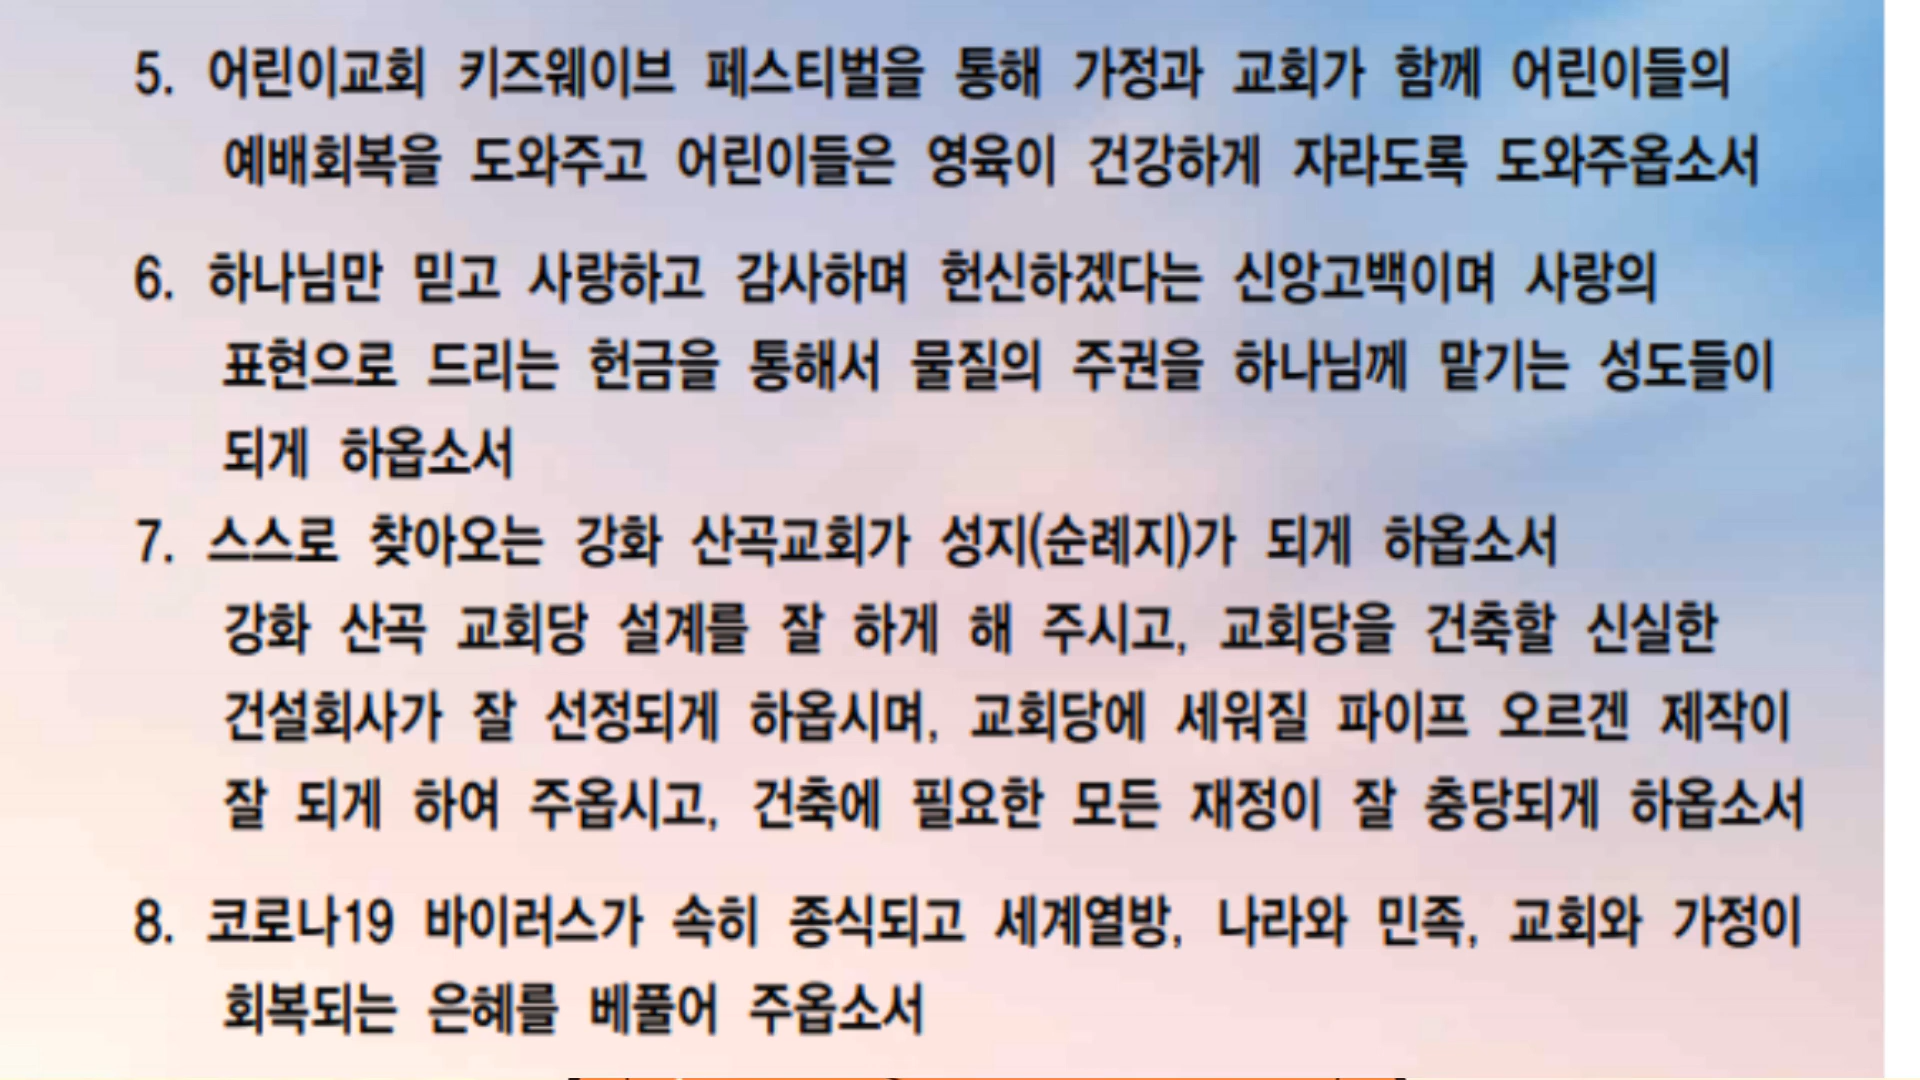 5. 어린이교회 키즈웨이브 페스티벌을 통해 가정과 교회가 함께 어린이들의
예배회복을 도와주고 어린이들은 영육이 건강하게 자라도록 도와주옵소서
6. 하나님만 믿고 사랑하고 감사하며 헌신하겠다는 신앙고백이며 사랑의
표현으로 드리는 헌금을 통해서 물질의 주권을 하나님께 맡기는 성도들이
되게 하옵소서
7. 스스로 찾아오는 강화 산곡교회가 성지(순례지)가 되게 하옵소서
강화 산곡 교회당 설계를 잘 하게 해 주시고, 교회당을 건축할 신실한
건설회사가 잘 선정되게 하옵시며, 교회당에 세워질 파이프 오르겐 제작이
잘 되게 하여 주옵시고, 건축에 필요한 모든 재정이 잘 충당되게 하옵소서
8. 코로나19 바이러스가 속히 종식되고 세계열방, 나라와 민족, 교회와 가정이
회복되는 은혜를 베풀어 주옵소서